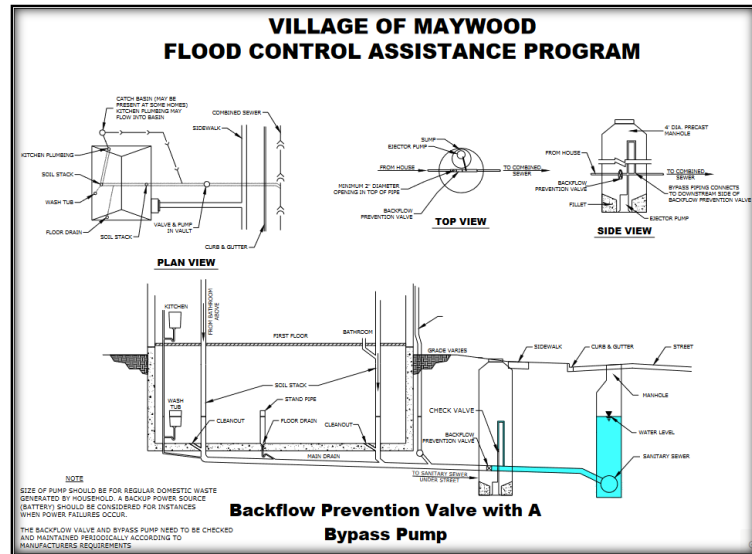 VILLAGE OF MAYWOOD
FLOOD CONTROL ASSISTANCE PROGRAM
CATCH BASIN (MAY BE
PRESENT AT SOME HOMES)
KITCHEN PLUMBING MAY
FLOW INTO BASIN
COMBINED SEWER
SIDEWALK
KITCHEN PLUMBING
SOIL STACK
WASH TUB
FLOOR DRAIN
SOIL STACK
VALVE & PUMP
IN VAULT
CURB & GUTTER
PLAN VIEW
SUMP
EJECTOR PUMP
FROM HOUSE
TO COMBINED
SEWER
MINIMUM 2" DIAMETER
OPENING IN TOP OF PIPE
BACKFLOW
PREVENTION VALVE
TOP VIEW
4' DIA. PRECAST
MANHOLE
FROM HOUSE
TO COMBINED
SEWER
BACKFLOW
PREVENTION VALVE
BYPASS PIPING CONNECTS
TO DOWNSTREAM SIDE OF
BACKFLOW PREVENTION VALVE
FILLET
EJECTOR PUMP
SIDE VIEW
KITCHEN
FROM BATHROOM
ABOVE
FIRST FLOOR
BATHROOM
GRADE VARIES
SIDEWALK
CURB & GUTTER
STREET
SOIL STACK
STAND PIPE
MANHOLE
WASH
TUB
CLEANOUT
FLOOR DRAIN
CLEANOUT
CHECK VALVE
BACKFLOW
PREVENTION VALVE
WATER LEVEL
MAIN DRAIN
SANITARY SEWER
TO SANITARY SEWER
UNDER STREET
NOTE
SIZE OF PUMP SHOULD BE FOR REGULAR DOMESTIC WASTE
GENERATED BY HOUSEHOLD. A BACKUP POWER SOURCE
(BATTERY) SHOULD BE CONSIDERED FOR INSTANCES
WHEN POWER FAILURES OCCUR.
THE BACKFLOW VALVE AND BYPASS PUMP NEED TO BE CHECKED
AND MAINTAINED PERIODICALLY ACCORDING TO
MANUFACTURERS REQUIREMENTS
Backflow Prevention Valve with A
Bypass Pump